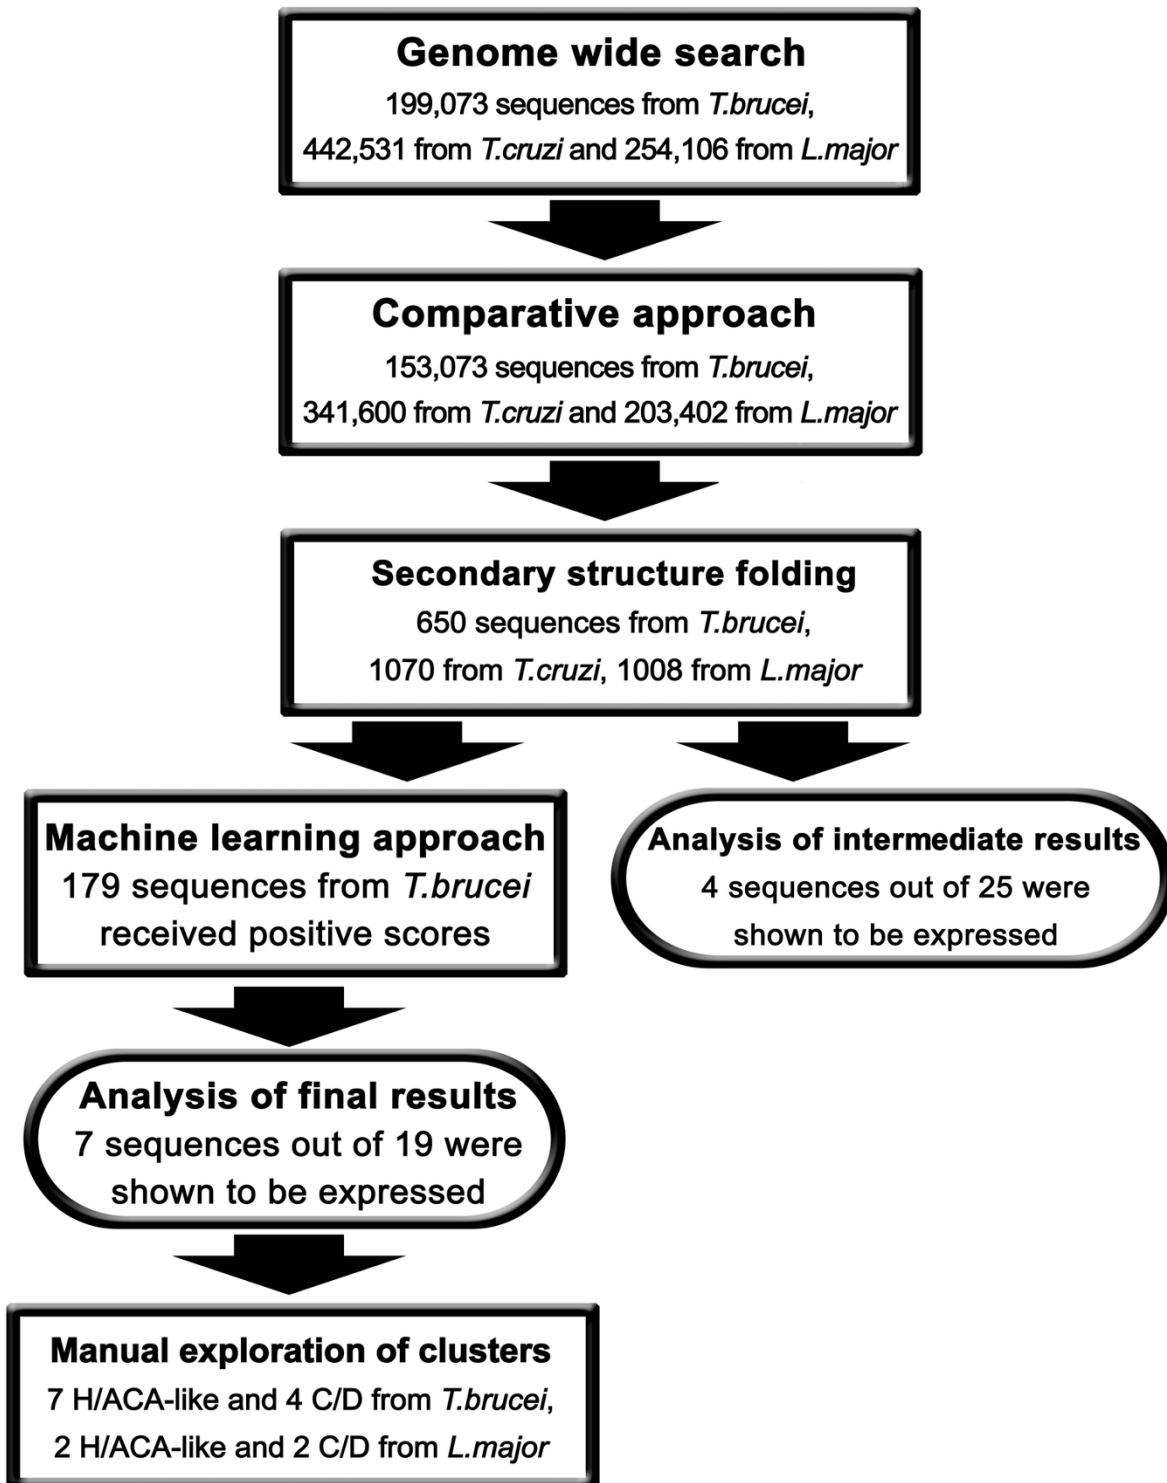 Genome wide search
199,073 sequences from T.brucei,
442,531 from T.cruzi and 254,106 from L.major
Comparative approach
153,073 sequences from T.brucei,
341,600 from T.cruzi and 203,402 from L.major
Secondary structure folding
650 sequences from T.brucei,
1070 from T.cruzi, 1008 from L.major
Machine learning approach
179 sequences from T.brucei
received positive scores
Analysis of intermediate results
4 sequences out of 25 were
shown to be expressed
Analysis of final results
7 sequences out of 19 were
shown to be expressed
Manual exploration of clusters
7 H/ACA-like and 4 C/D from T.brucei,
2 H/ACA-like and 2 C/D from L.major